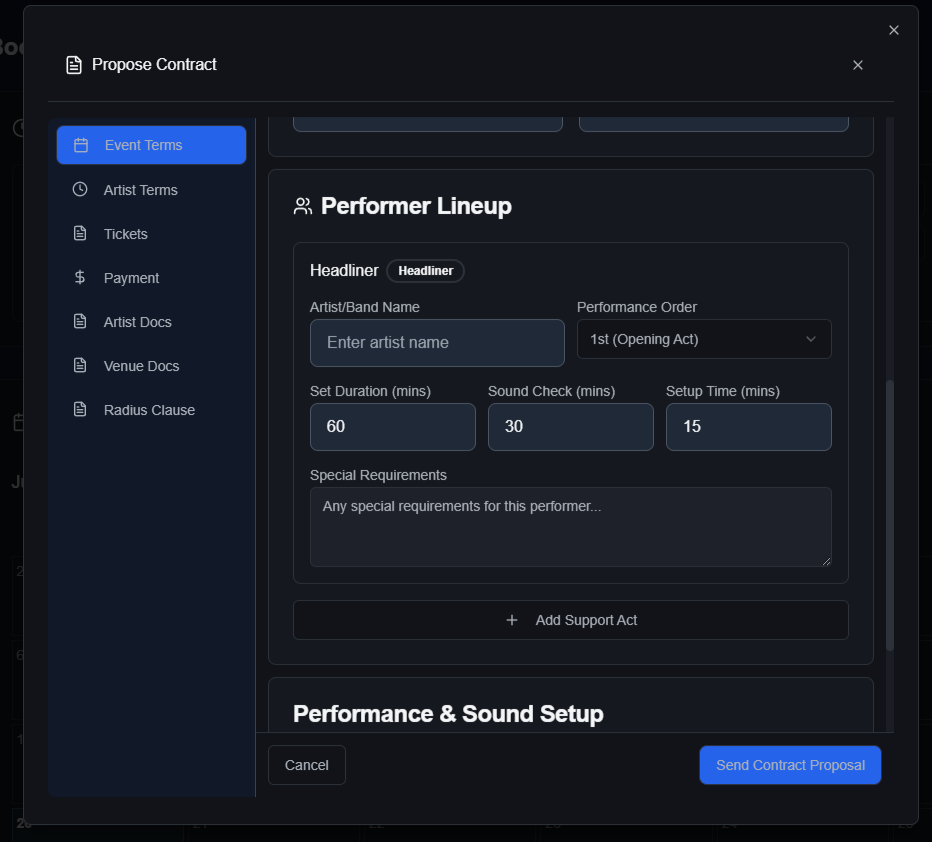 Propose Contract
Event Terms
Artist Terms
Tickets
Payment
Artist Docs
Venue Docs
Radius Clause
Performer Lineup
Headliner Headliner
Artist/Band Name Performance Order
Enter artist name 1st (Opening Act)
Set Duration (mins) Sound Check (mins) Setup Time (mins)
60 30 15
Special Requirements
Any special requirements for this performer...
Add Support Act
Performance & Sound Setup
Cancel Send Contract Proposal